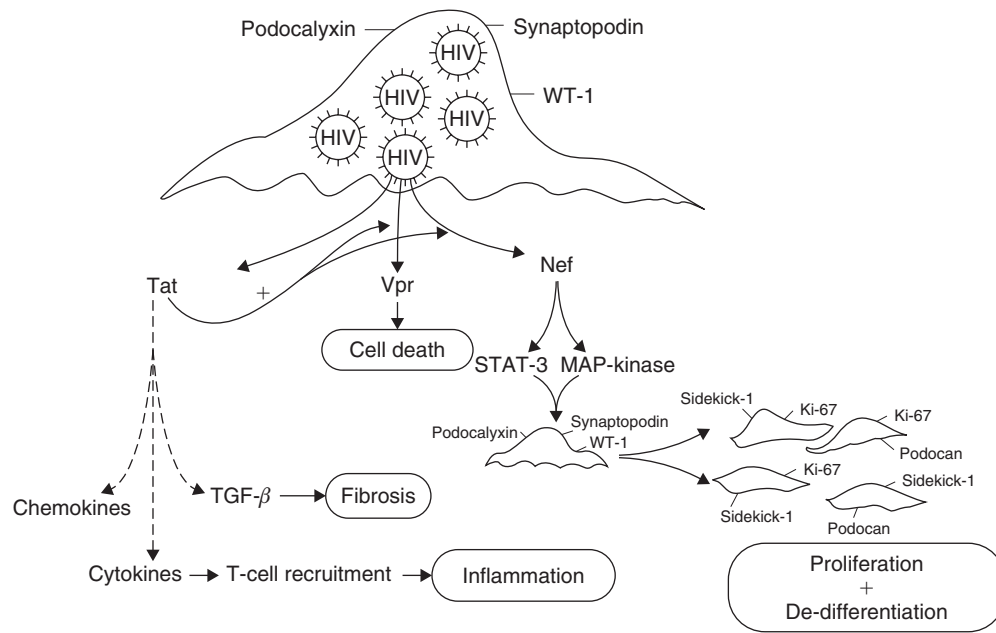 Podocalyxin
Synaptopodin
HIV
HIV
WT-1
HIV
HIV
HIV
Nef
Tat
+
Vpr
Cell death
STAT-3 MAP-kinase
Sidekick-1
Ki-67
Ki-67
Podocalyxin
Synaptopodin
WT-1
Podocan
Ki-67
Sidekick-1
Sidekick-1
Podocan
Chemokines
TGF-β
Fibrosis
Cytokines
T-cell recruitment
Inflammation
Proliferation
+
De-differentiation